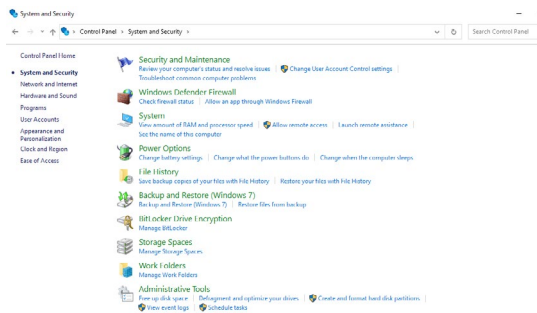 System and Security
Control Panel > System and Security >
Search Control Panel
Control Panel Home
System and Security
Network and Internet
Hardware and Sound
Programs
User Accounts
Appearance and
Personalization
Clock and Region
Ease of Access
Security and Maintenance
Review your computer's status and resolve issues | Change User Account Control settings |
Troubleshoot common computer problems
Windows Defender Firewall
Check firewall status | Allow an app through Windows Firewall
System
View amount of RAM and processor speed | Allow remote access | Launch remote assistance |
See the name of this computer
Power Options
Change battery settings | Change what the power buttons do | Change when the computer sleeps
File History
Save backup copies of your files with File History | Restore your files with File History
Backup and Restore (Windows 7)
Backup and Restore (Windows 7) | Restore files from backup
BitLocker Drive Encryption
Manage BitLocker
Storage Spaces
Manage Storage Spaces
Work Folders
Manage Work Folders
Administrative Tools
Free up disk space | Defragment and optimize your drives | Create and format hard disk partitions |
View event logs | Schedule tasks